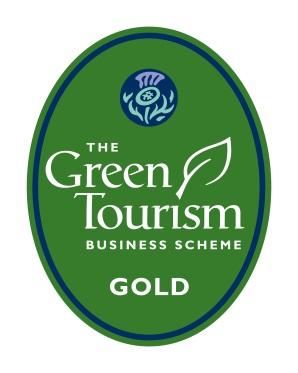 THE
Green
Tourism
BUSINESS SCHEME
GOLD